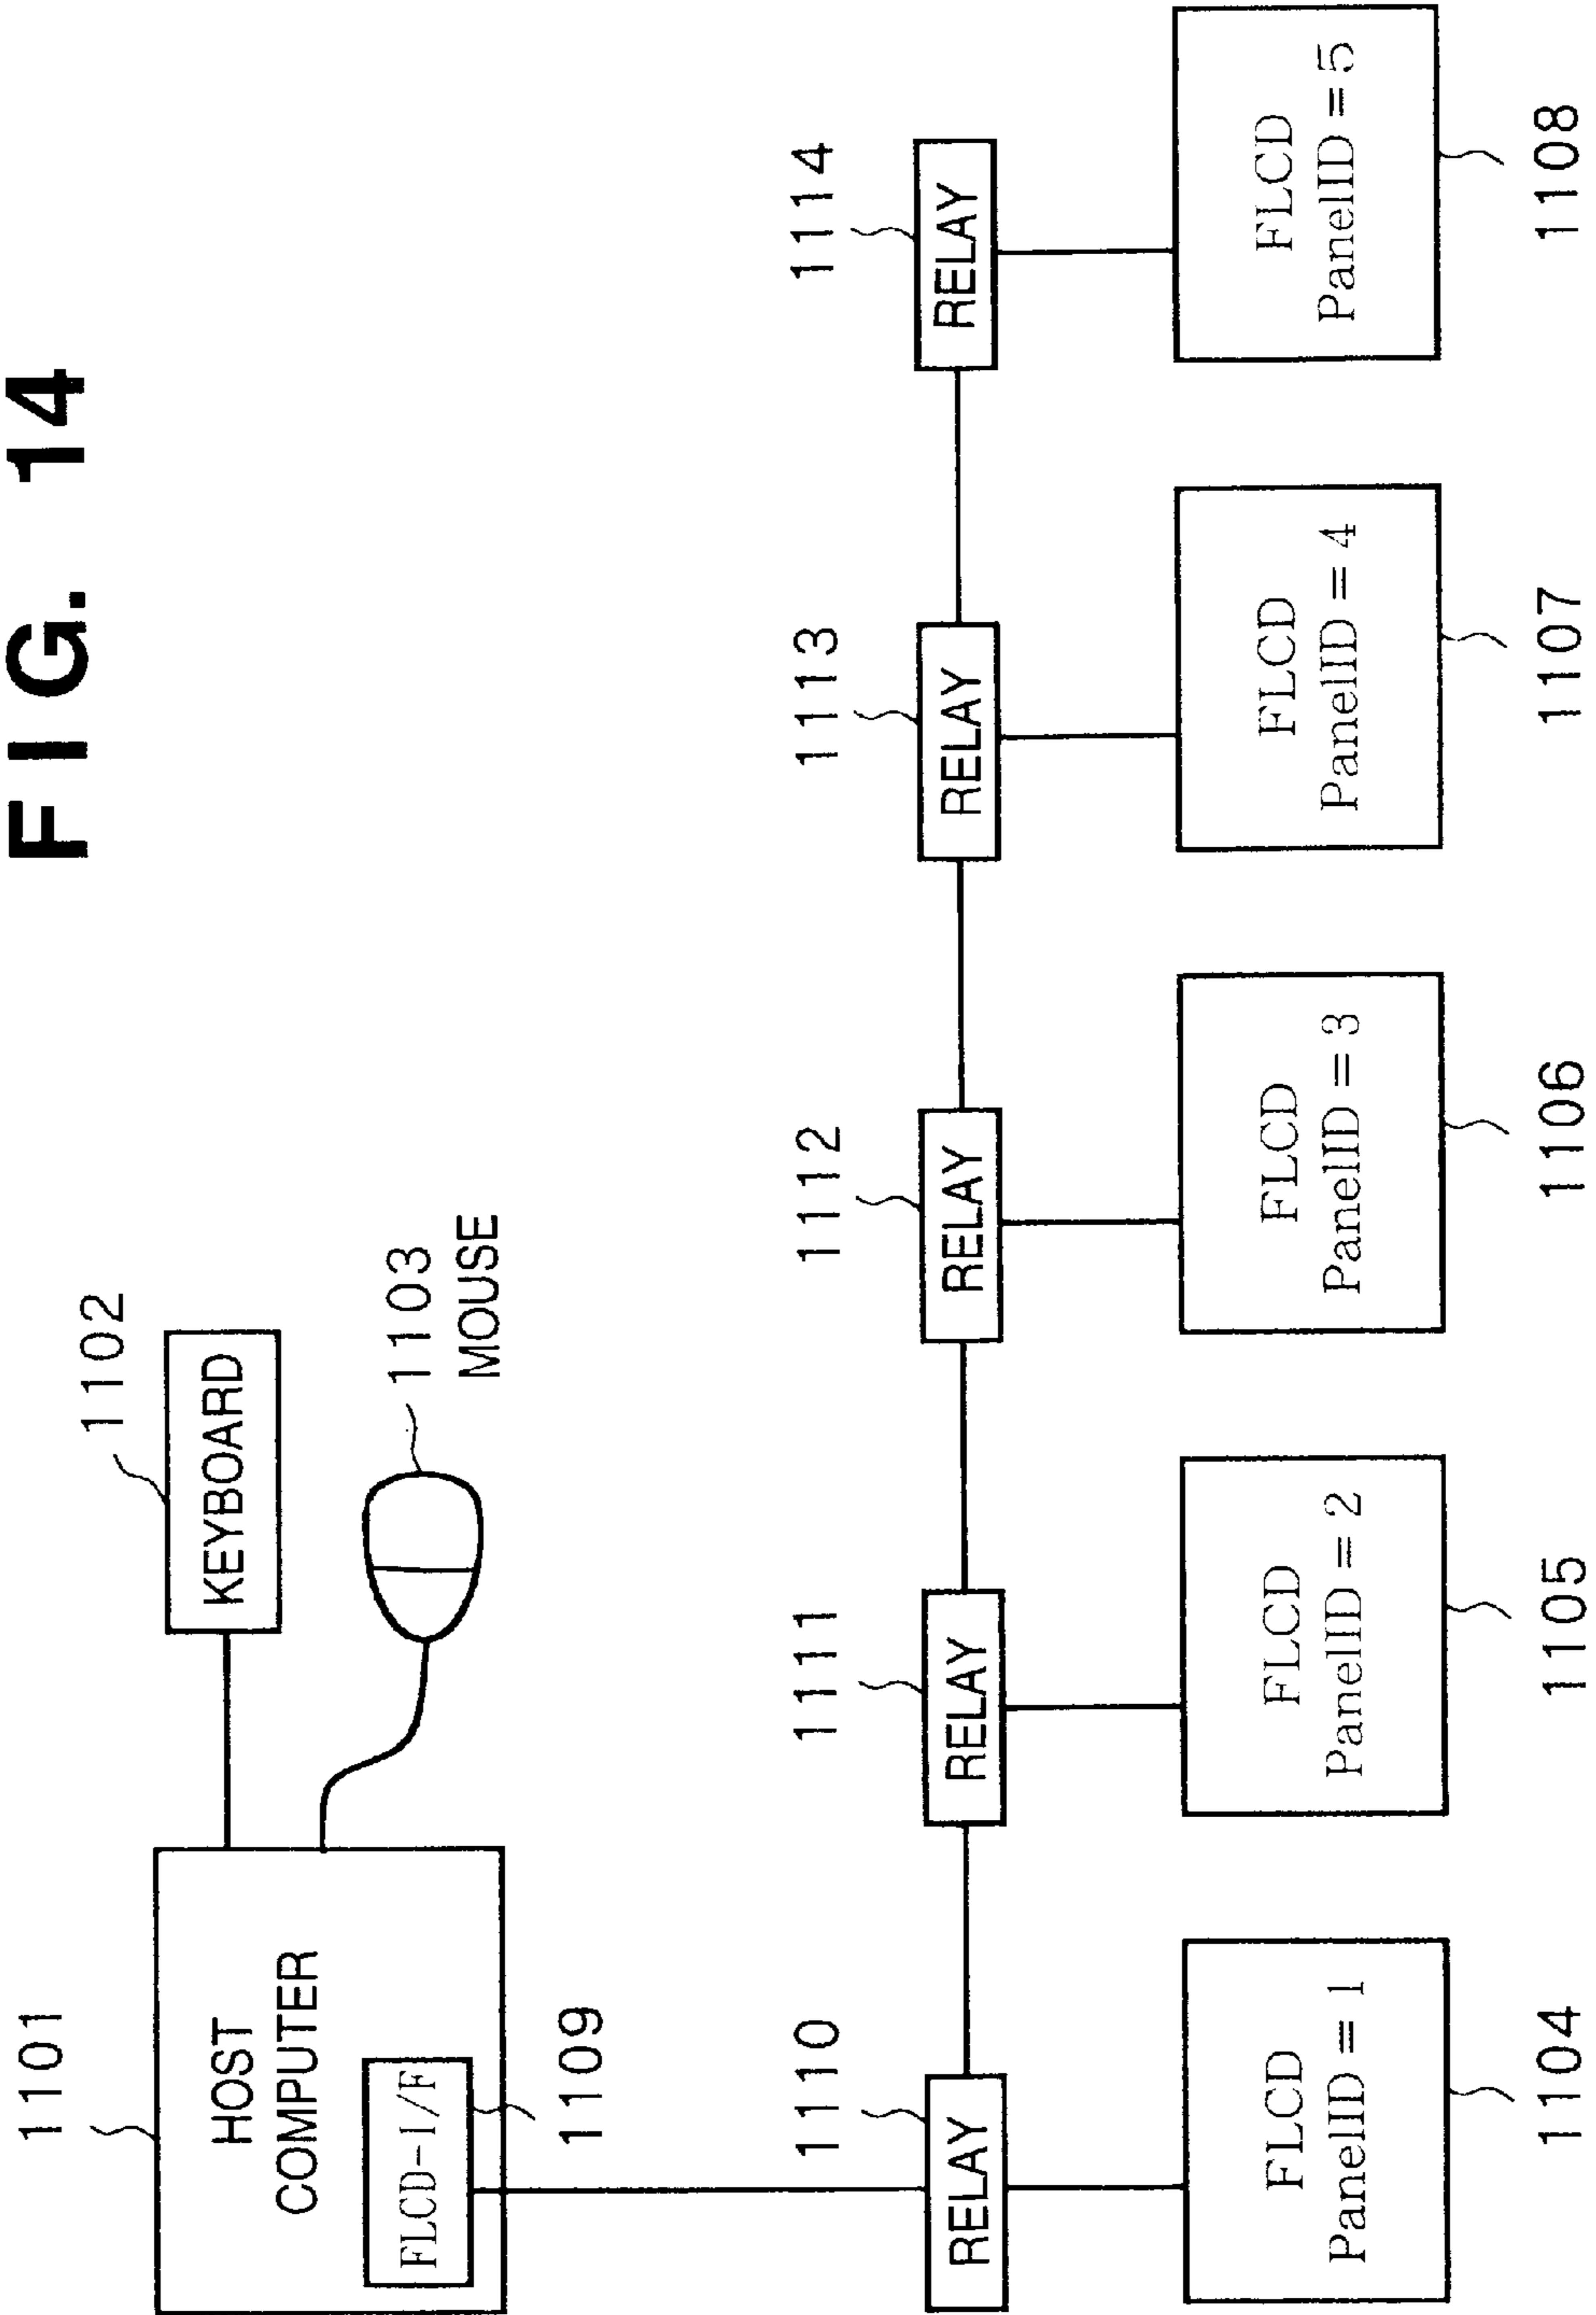 FIG. 14
1101
HOST
COMPUTER
FLCD-I/F
1109
1102
KEYBOARD
1103
MOUSE
1110
RELAY
1111
RELAY
1112
RELAY
1113
RELAY
1114
RELAY
FLCD
PanelID = 1
1104
FLCD
PanelID = 2
1105
FLCD
PanelID = 3
1106
FLCD
PanelID = 4
1107
FLCD
PanelID = 5
1108